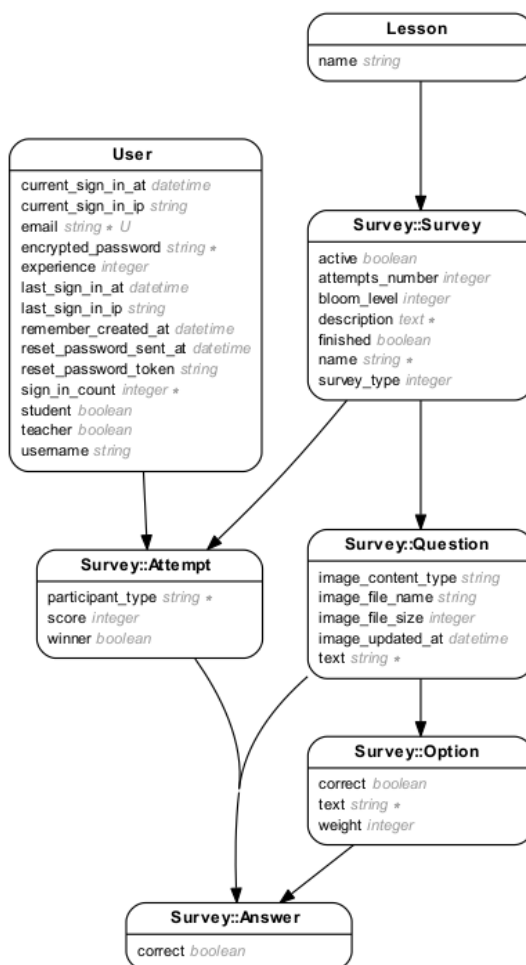 Lesson
name string
User
current_sign_in_at datetime
current_sign_in_ip string
email string * U
encrypted_password string *
experience integer
last_sign_in_at datetime
last_sign_in_ip string
remember_created_at datetime
reset_password_sent_at datetime
reset_password_token string
sign_in_count integer *
student boolean
teacher boolean
username string
Survey::Survey
active boolean
attempts_number integer
bloom_level integer
description text *
finished boolean
name string *
survey_type integer
Survey::Attempt
participant_type string *
score integer
winner boolean
Survey::Question
image_content_type string
image_file_name string
image_file_size integer
image_updated_at datetime
text string *
Survey::Option
correct boolean
text string *
weight integer
Survey::Answer
correct boolean